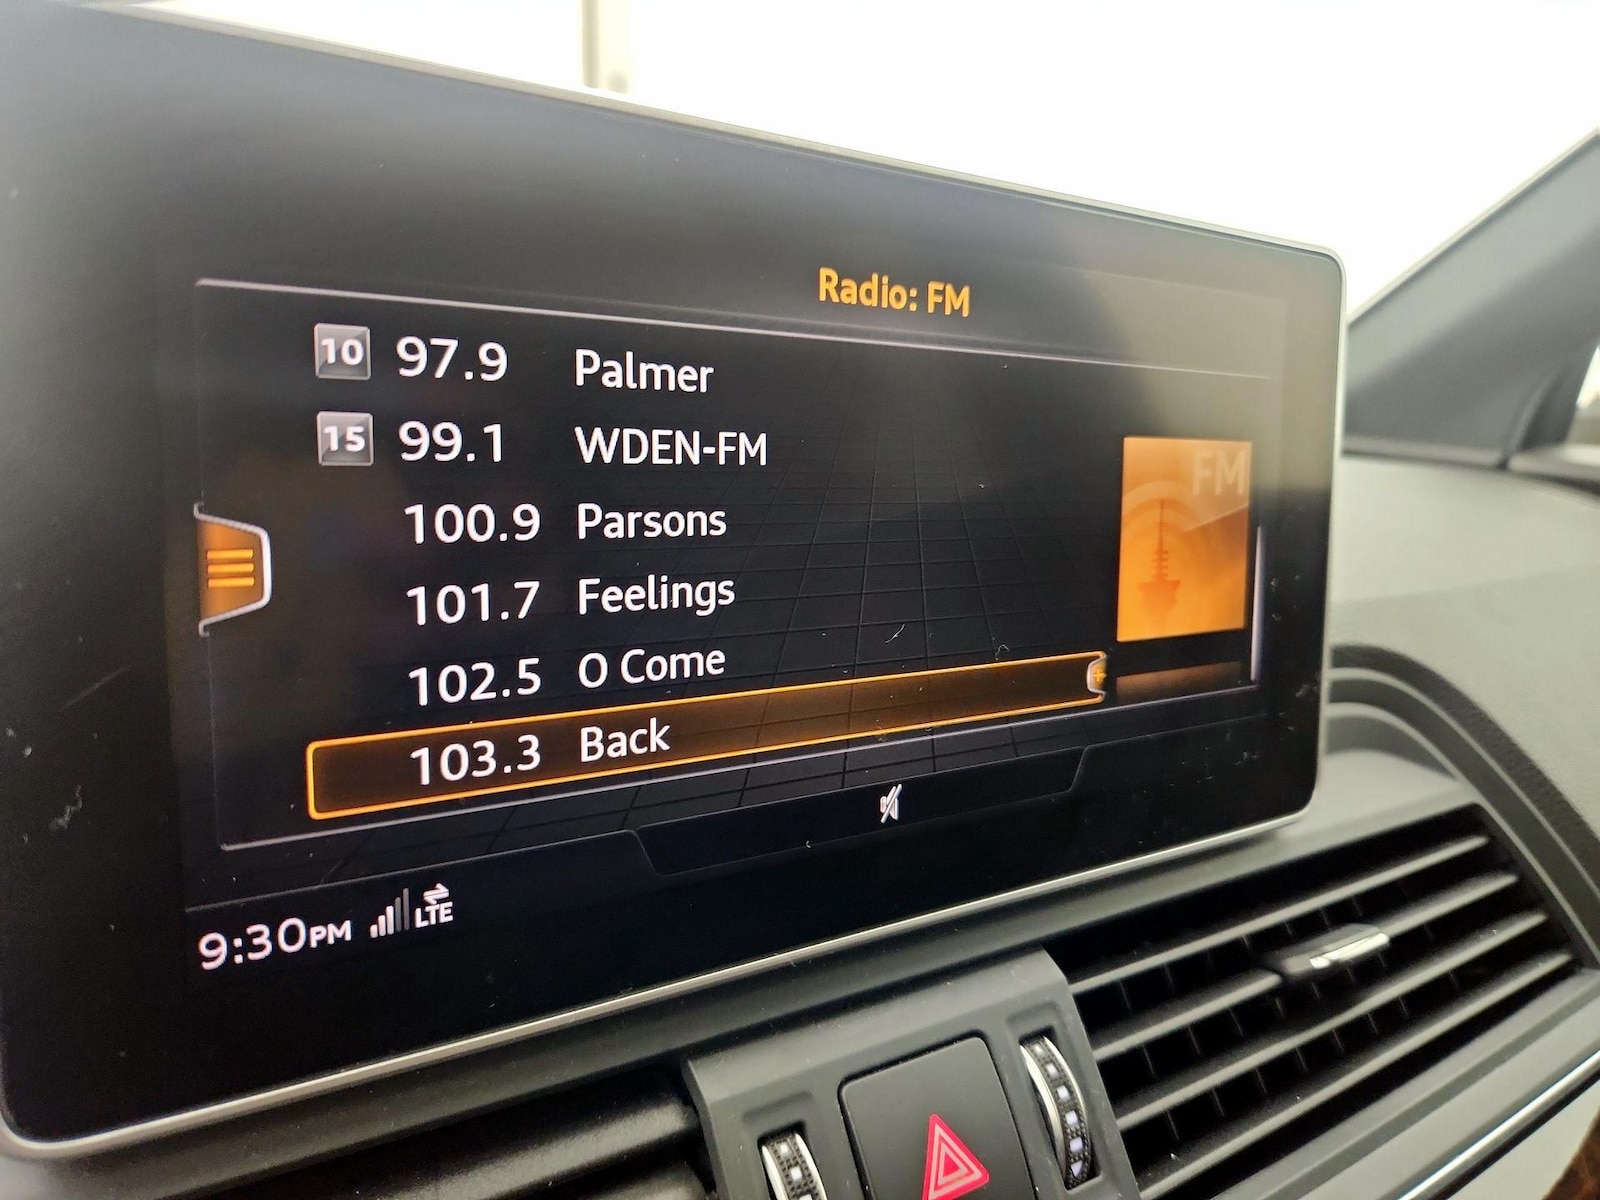 Radio: FM
10 97.9 Palmer
15 99.1 WDEN-FM
100.9 Parsons
101.7 Feelings
102.5 O Come
103.3 Back
FM
9:30PM LTE